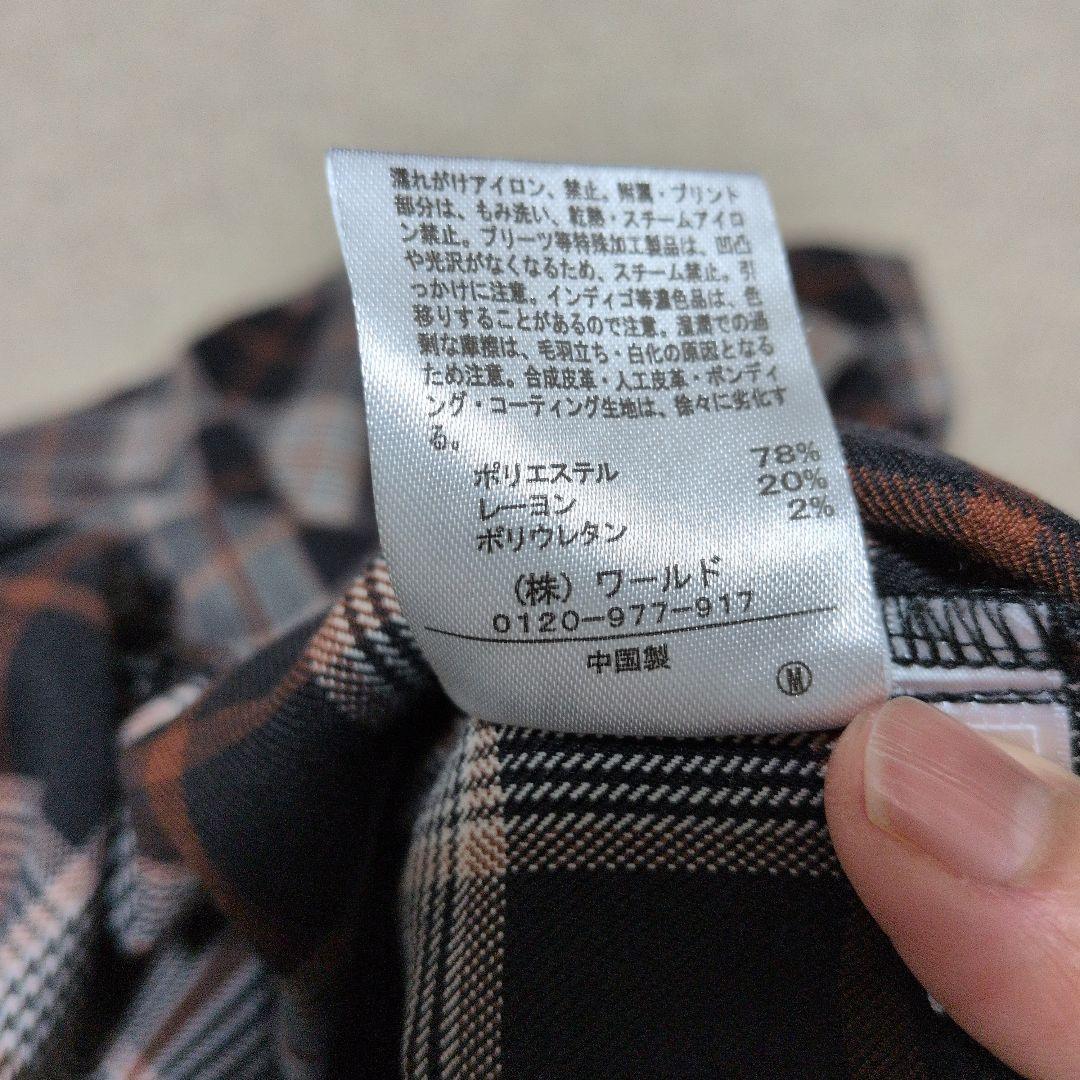 濡れがけアイロン、禁止。附属・プリント
部分は、もみ洗い、乾熱・スチームアイロ
ン禁止。プリーツ等特殊加工製品は、凹凸
や光沢がなくなるため、スチーム禁止。引
っかけに注意。インディゴ等濃色品は、色
移りすることがあるので注意。湿潤での過
剰な摩擦は、毛羽立ち・白化の原因となる
ため注意。合成皮革・人工皮革・ボンディ
ング・コーティング生地は、徐々に劣化す
る。
ポリエステル 78%
レーヨン 20%
ポリウレタン 2%
(株) ワールド
0120-977-917
中国製
M